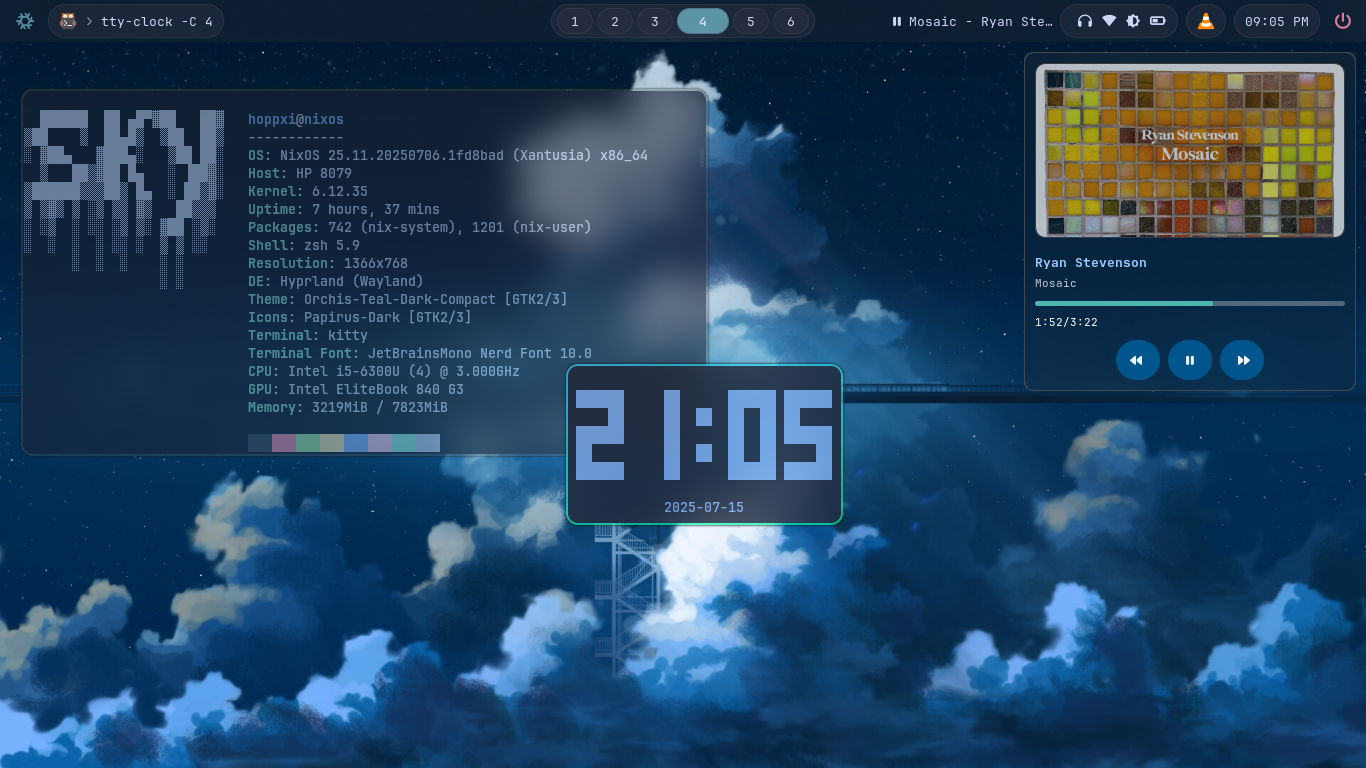 tty-clock -C 4
1 2 3 4 5 6
Mosaic - Ryan Ste…
09:05 PM
hoppxi@nixos
-----------
OS: NixOS 25.11.20250706.1fd8bad (Xantusia) x86_64
Host: HP 8079
Kernel: 6.12.35
Uptime: 7 hours, 37 mins
Packages: 742 (nix-system), 1201 (nix-user)
Shell: zsh 5.9
Resolution: 1366x768
DE: Hyprland (Wayland)
Theme: Orchis-Teal-Dark-Compact [GTK2/3]
Icons: Papirus-Dark [GTK2/3]
Terminal: kitty
Terminal Font: JetBrainsMono Nerd Font 10.0
CPU: Intel i5-6300U (4) @ 3.000GHz
GPU: Intel EliteBook 840 G3
Memory: 3219MiB / 7823MiB
21:05
2025-07-15
Ryan Stevenson
Mosaic
Ryan Stevenson
Mosaic
1:52/3:22